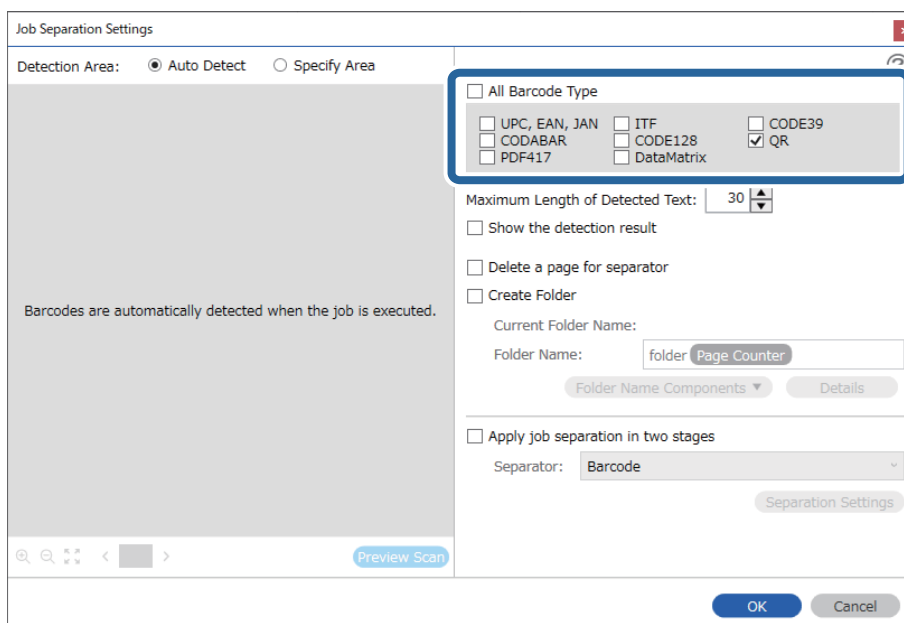 Job Separation Settings
Detection Area: Auto Detect Specify Area
All Barcode Type
UPC, EAN, JAN ITF CODE39
CODABAR CODE128 QR
PDF417 DataMatrix
Maximum Length of Detected Text: 30
Show the detection result
Delete a page for separator
Create Folder
Barcodes are automatically detected when the job is executed.
Current Folder Name:
Folder Name: folder Page Counter
Folder Name Components Details
Apply job separation in two stages
Separator: Barcode
Separation Settings
Preview Scan
OK Cancel